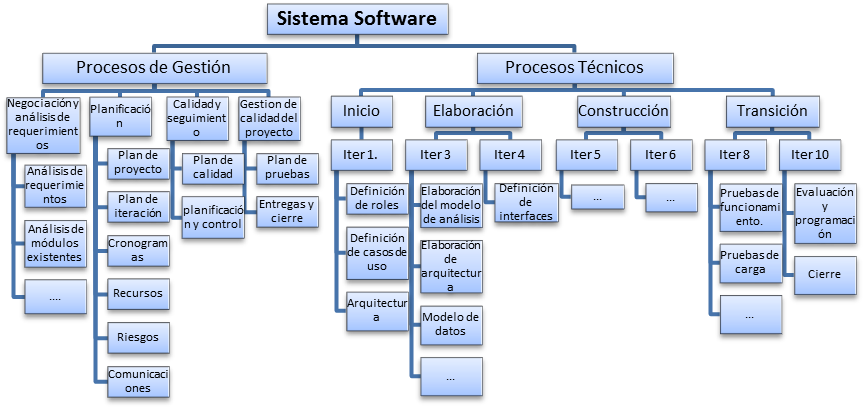 Sistema Software
Procesos de Gestión
Procesos Técnicos
Negociación y
análisis de
requerimi
entos
Planificació
n
Calidad y
seguimient
o
Gestion de
calidad del
proyecto
Inicio
Elaboración
Construcción
Transición
Análisis de
requerimie
ntos
Análisis de
módulos
existentes
....
Plan de
proyecto
Plan de
iteración
Cronogram
as
Recursos
Riesgos
Comunicaci
ones
Plan de
calidad
planificació
n y control
Plan de
pruebas
Entregas y
cierre
Iter 1.
Definición
de roles
Definición
de casos de
uso
Arquitectur
a
Iter 3
Elaboración
del modelo
de análisis
Elaboración
de
arquitectur
a
Modelo de
datos
...
Iter 4
Definición
de
interfaces
Iter 5
...
Iter 6
...
Iter 8
Pruebas de
funcionami
ento.
Pruebas de
carga
...
Iter 10
Evaluación
y
programac
ión
Cierre